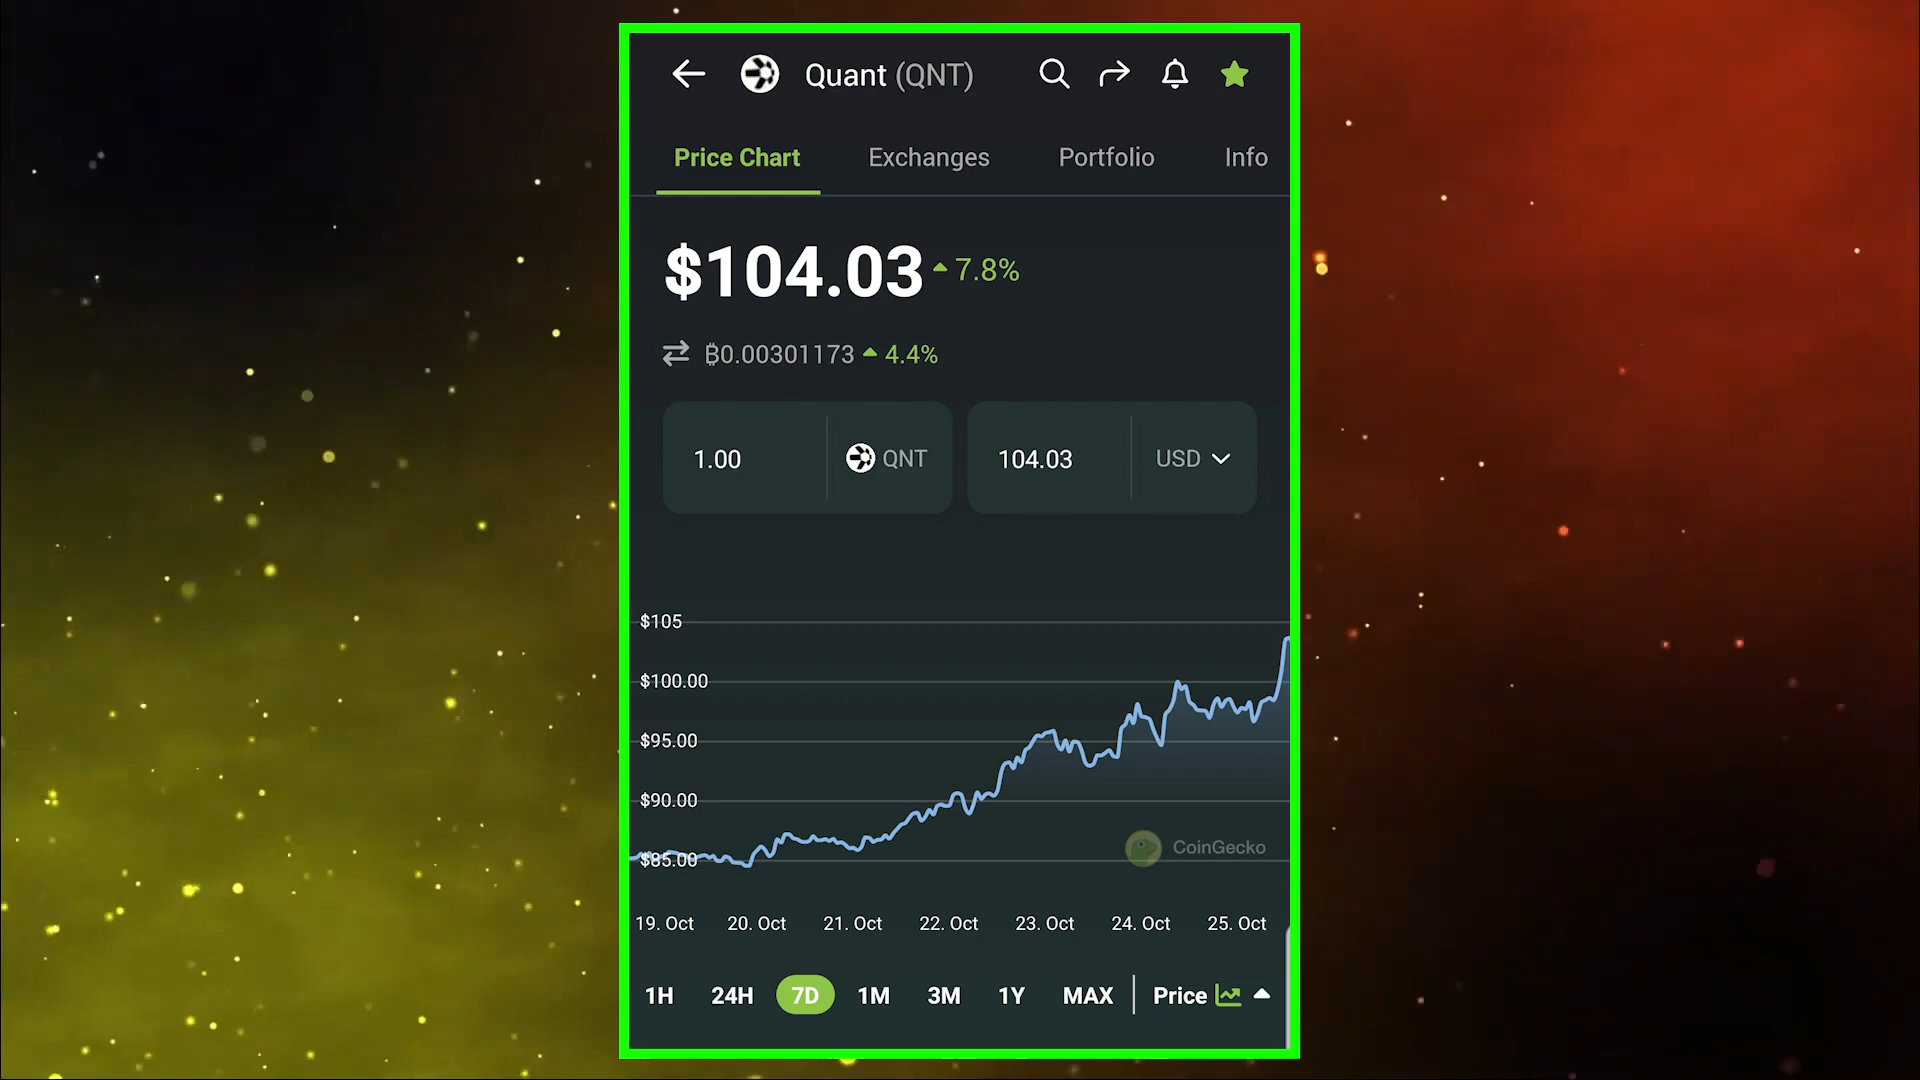 Quant (QNT)
Price Chart Exchanges Portfolio Info
$104.03 7.8%
₿0.00301173 4.4%
1.00 QNT 104.03 USD
$105
$100.00
$95.00
$90.00
$85.00
CoinGecko
19. Oct 20. Oct 21. Oct 22. Oct 23. Oct 24. Oct 25. Oct
1H 24H 7D 1M 3M 1Y MAX Price